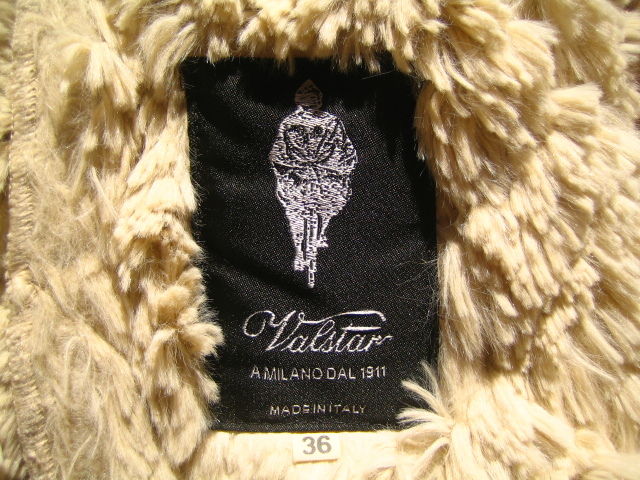 Valstar
A MILANO DAL 1911
MADE IN ITALY
36